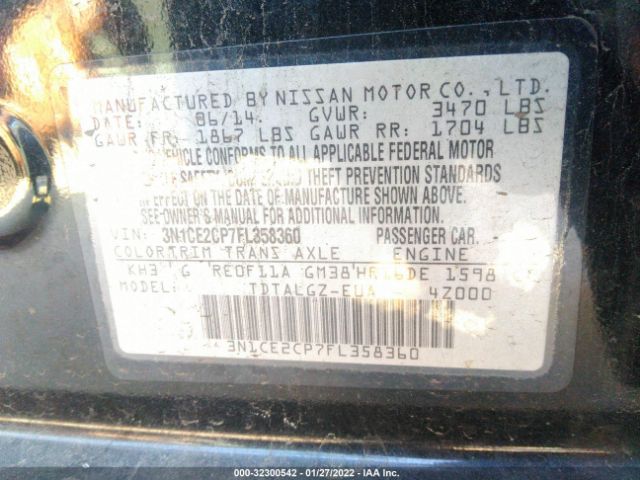 MANUFACTURED BY NISSAN MOTOR CO., LTD.
DATE: 06/14. GVWR: 3470 LBS
GAWR FR: 1867 LBS GAWR RR: 1704 LBS
VEHICLE CONFORMS TO ALL APPLICABLE FEDERAL MOTOR
SAFETY THEFT PREVENTION STANDARDS
IN EFFECT ON THE DATE OF MANUFACTURE SHOWN ABOVE.
SEE OWNER'S MANUAL FOR ADDITIONAL INFORMATION.
VIN: 3N1CE2CP7FL358360 PASSENGER CAR.
COLOR TRIM TRANS AXLE ENGINE
KH3 G RE0F11A GM38 HR16DE 1598
MODEL TDTALGZ-EUA 4Z000
3N1CE2CP7FL358360
000-32300542 - 01/27/2022 - IAA Inc.